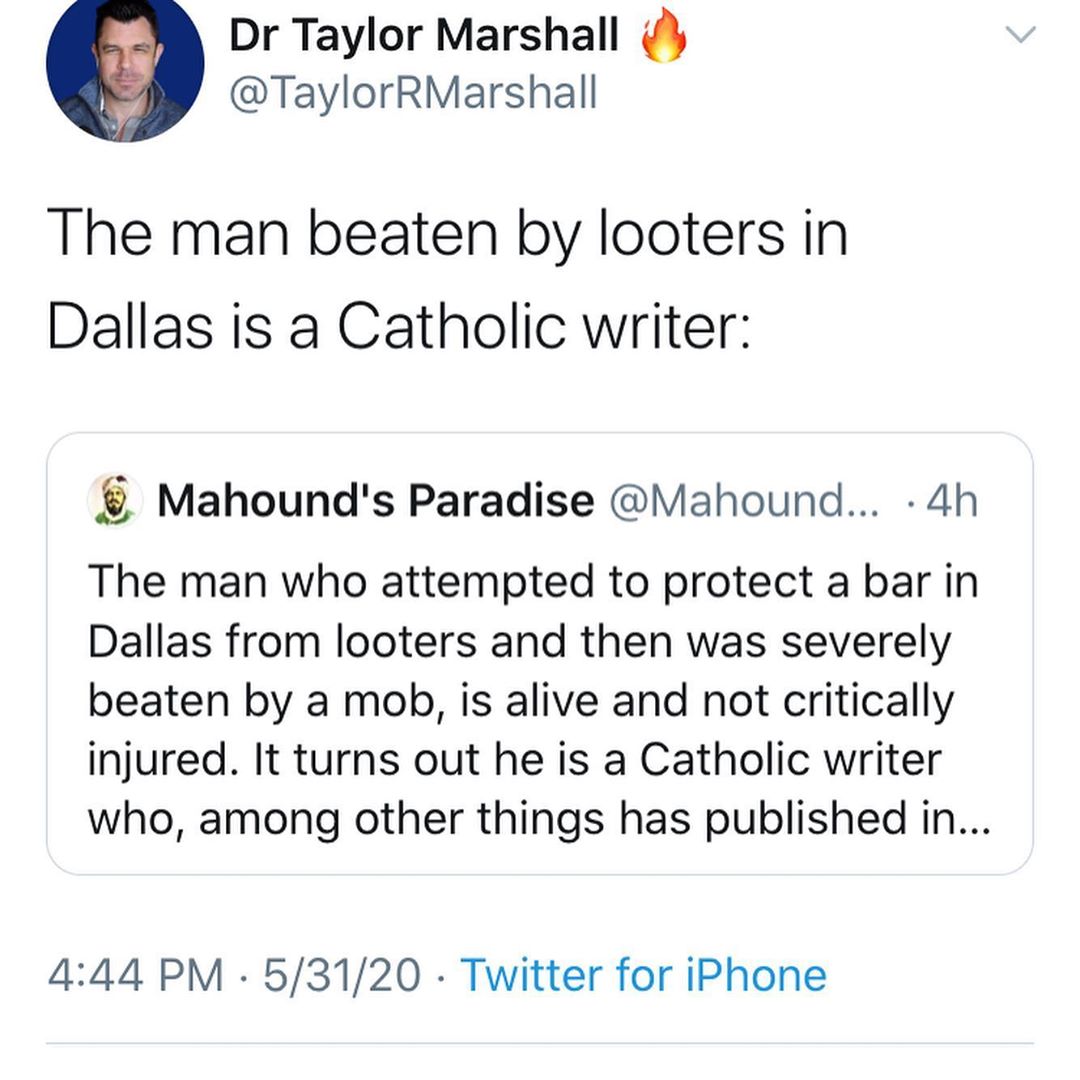 Dr Taylor Marshall 🔥
@TaylorRMarshall
The man beaten by looters in
Dallas is a Catholic writer:
Mahound's Paradise @Mahound... · 4h
The man who attempted to protect a bar in
Dallas from looters and then was severely
beaten by a mob, is alive and not critically
injured. It turns out he is a Catholic writer
who, among other things has published in...
4:44 PM · 5/31/20 · Twitter for iPhone